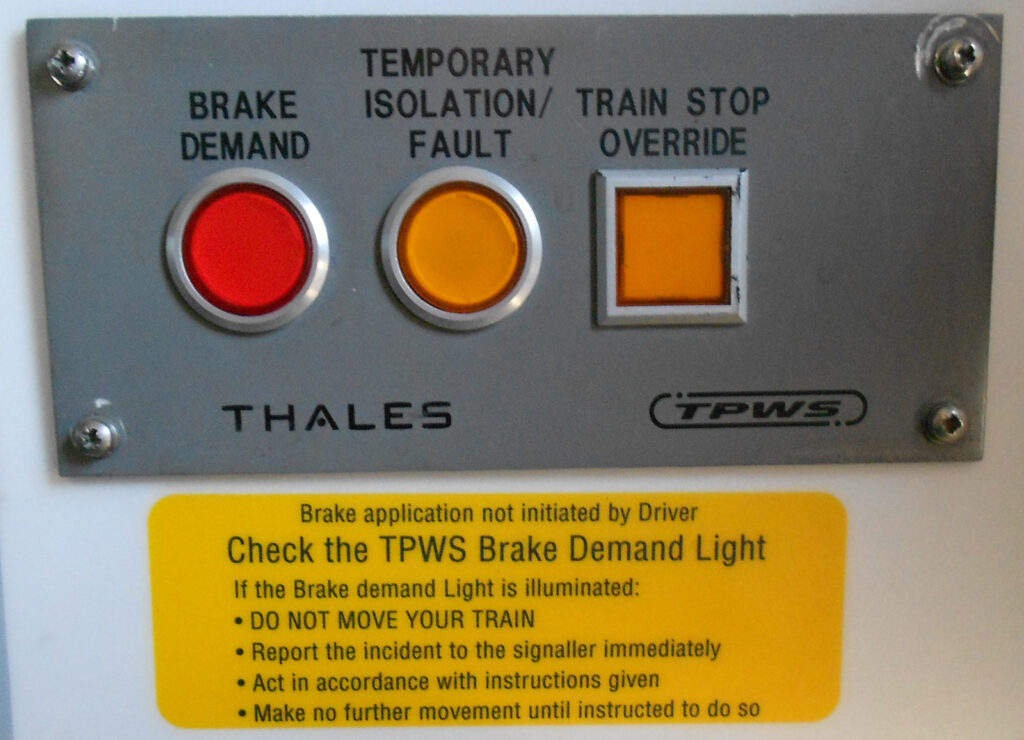 BRAKE
DEMAND
TEMPORARY
ISOLATION/
FAULT
TRAIN STOP
OVERRIDE
THALES
TPWS
Brake application not initiated by Driver
Check the TPWS Brake Demand Light
If the Brake demand Light is illuminated:
• DO NOT MOVE YOUR TRAIN
• Report the incident to the signaller immediately
• Act in accordance with instructions given
• Make no further movement until instructed to do so